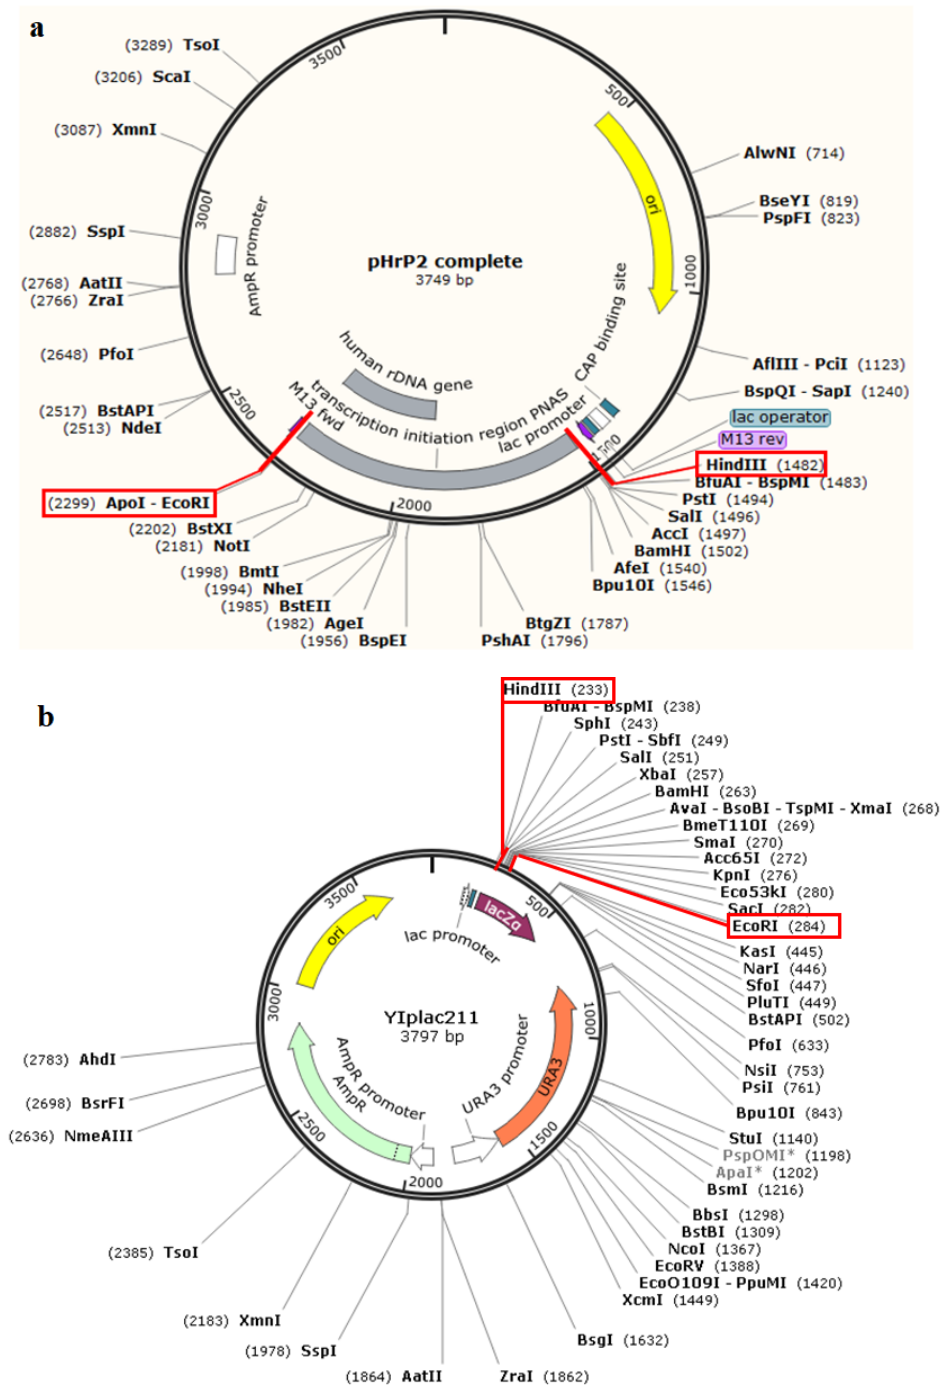 a
(3289) TsoI
(3206) ScaI
(3087) XmnI
(2882) SspI
(2768) AatII
(2766) ZraI
(2648) PfoI
(2517) BstAPI
(2513) NdeI
(2299) ApoI - EcoRI
(2202) BstXI
(2181) NotI
(1998) BmtI
(1994) NheI
(1985) BstEII
(1982) AgeI
(1956) BspEI
PshAI (1796)
BtgZI (1787)
Bpu10I (1546)
AfeI (1540)
BamHI (1502)
AccI (1497)
SalI (1496)
PstI (1494)
BfuAI - BspMI (1483)
HindIII (1482)
M13 rev
lac operator
BspQI - SapI (1240)
AflIII - PciI (1123)
PspFI (823)
BseYI (819)
AlwNI (714)
3500
500
3000
1000
2500
2000
1500
ori
AmpR promoter
pHrP2 complete
3749 bp
CAP binding site
human rDNA gene
transcription initiation region PNAS
M13 fwd
lac promoter
b
HindIII (233)
BfuAI - BspMI (238)
SphI (243)
PstI - SbfI (249)
SalI (251)
XbaI (257)
BamHI (263)
AvaI - BsoBI - TspMI - XmaI (268)
BmeT110I (269)
SmaI (270)
Acc65I (272)
KpnI (276)
Eco53kI (280)
SacI (282)
EcoRI (284)
KasI (445)
NarI (446)
SfoI (447)
PluTI (449)
BstAPI (502)
PfoI (633)
NsiI (753)
PsiI (761)
Bpu10I (843)
StuI (1140)
PspOMI* (1198)
ApaI* (1202)
BsmI (1216)
BbsI (1298)
BstBI (1309)
NcoI (1367)
EcoRV (1388)
EcoO109I - PpuMI (1420)
XcmI (1449)
BsgI (1632)
ZraI (1862)
(1864) AatII
(1978) SspI
(2183) XmnI
(2385) TsoI
(2636) NmeAIII
(2698) BsrFI
(2783) AhdI
3500
500
3000
1000
2500
1500
2000
ori
lac promoter
lacZα
YIplac211
3797 bp
AmpR promoter
AmpR
URA3 promoter
URA3